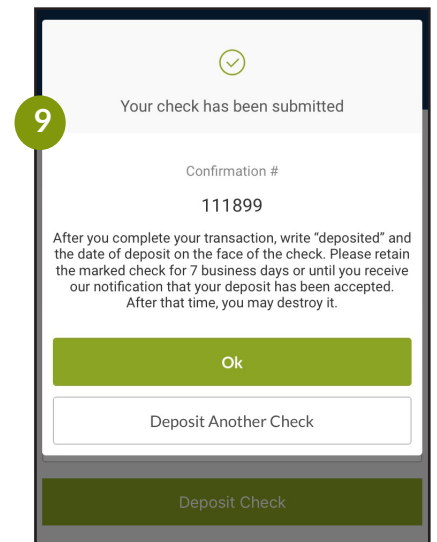 Your check has been submitted
9
Confirmation #
111899
After you complete your transaction, write “deposited” and
the date of deposit on the face of the check. Please retain
the marked check for 7 business days or until you receive
our notification that your deposit has been accepted.
After that time, you may destroy it.
Ok
Deposit Another Check
Deposit Check